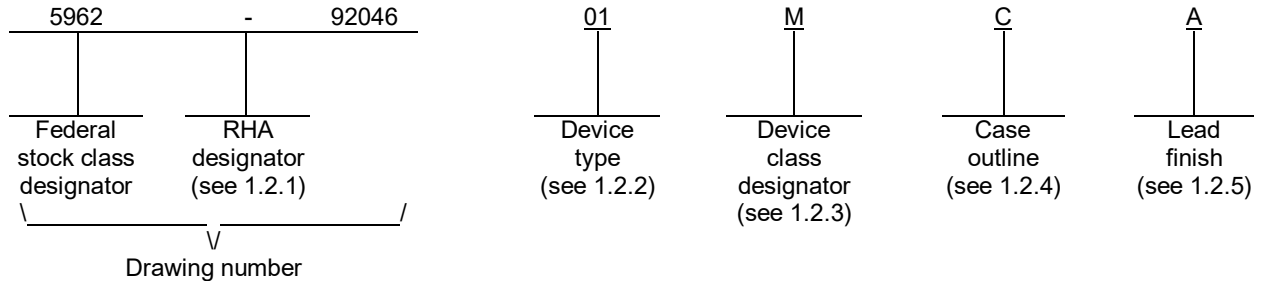 5962 - 92046 01 M C A
Federal stock class designator
RHA designator (see 1.2.1)
Device type (see 1.2.2)
Device class designator (see 1.2.3)
Case outline (see 1.2.4)
Lead finish (see 1.2.5)
\ /
\/
Drawing number